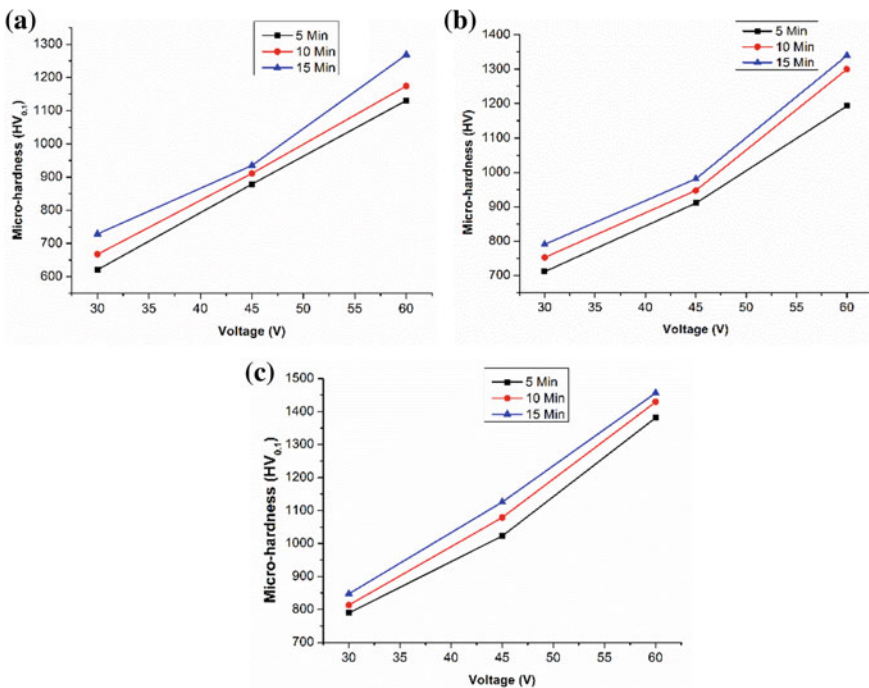 (a)
5 Min
10 Min
15 Min
1300
1200
1100
1000
900
800
700
600
Micro-hardness (HV0.1)
30 35 40 45 50 55 60
Voltage (V)
(b)
5 Min
10 Min
15 Min
1400
1300
1200
1100
1000
900
800
700
Micro-hardness (HV)
30 35 40 45 50 55 60
Voltage (V)
(c)
5 Min
10 Min
15 Min
1500
1400
1300
1200
1100
1000
900
800
700
Micro-hardness (HV0.1)
30 35 40 45 50 55 60
Voltage (V)